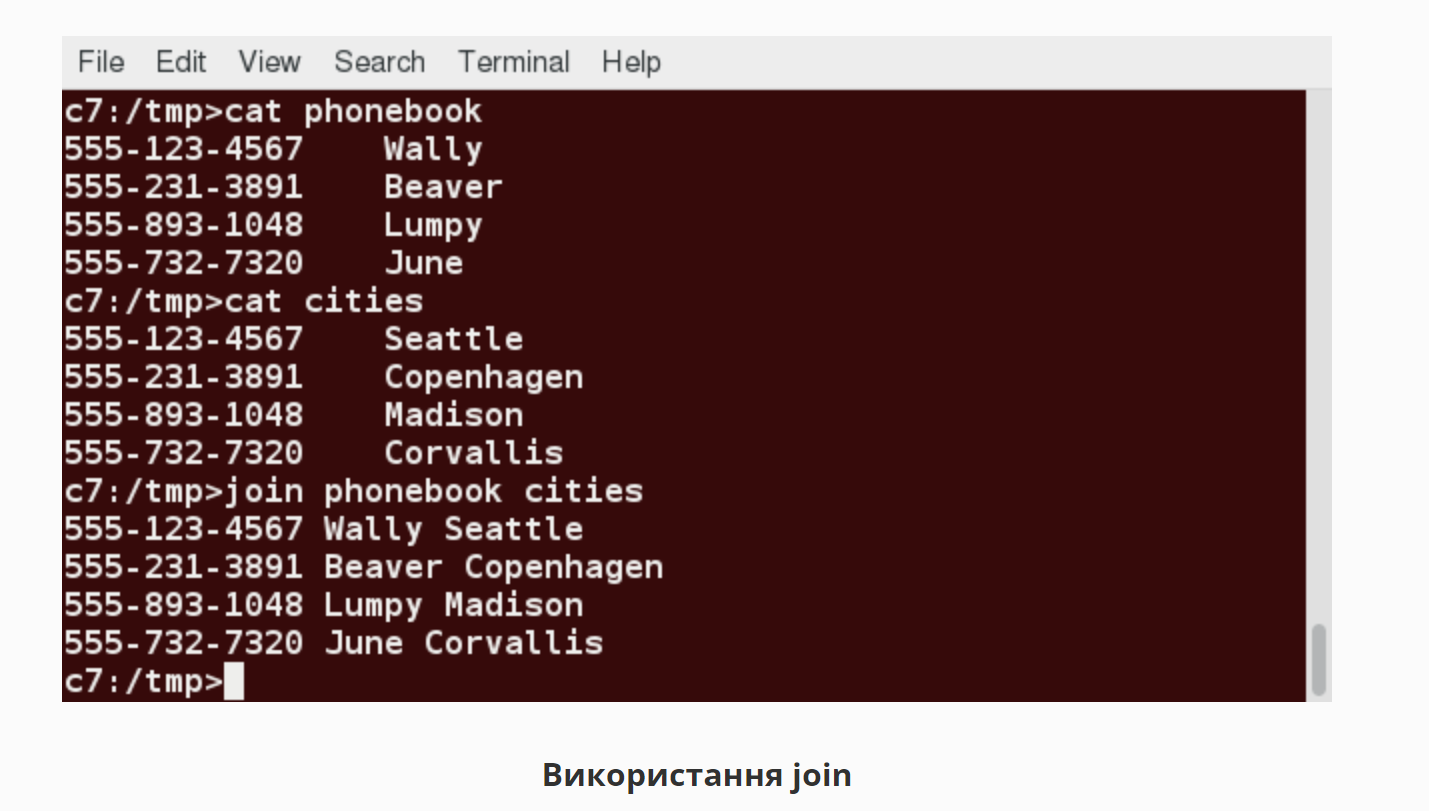 File Edit View Search Terminal Help
c7:/tmp>cat phonebook
555-123-4567    Wally
555-231-3891    Beaver
555-893-1048    Lumpy
555-732-7320    June
c7:/tmp>cat cities
555-123-4567    Seattle
555-231-3891    Copenhagen
555-893-1048    Madison
555-732-7320    Corvallis
c7:/tmp>join phonebook cities
555-123-4567 Wally Seattle
555-231-3891 Beaver Copenhagen
555-893-1048 Lumpy Madison
555-732-7320 June Corvallis
c7:/tmp>
Використання join